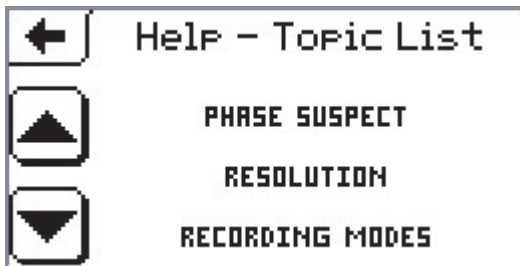 Help - Topic List
PHASE SUSPECT
RESOLUTION
RECORDING MODES